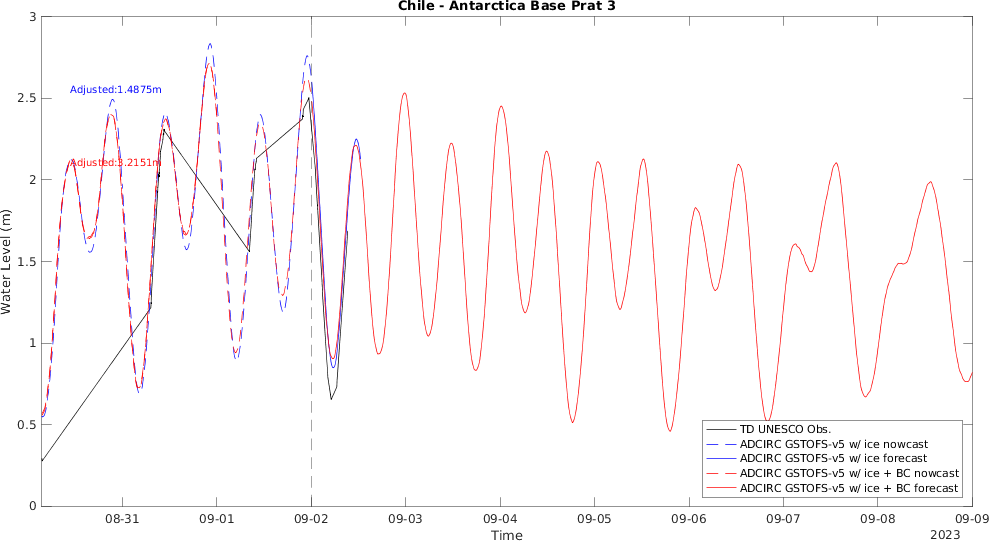 Chile - Antarctica Base Prat 3
3
2.5
2
1.5
1
0.5
0
Water Level (m)
Adjusted:1.4875m
Adjusted:3.2151m
TD UNESCO Obs.
ADCIRC GSTOFS-v5 w/ ice nowcast
ADCIRC GSTOFS-v5 w/ ice forecast
ADCIRC GSTOFS-v5 w/ ice + BC nowcast
ADCIRC GSTOFS-v5 w/ ice + BC forecast
08-31 09-01 09-02 09-03 09-04 09-05 09-06 09-07 09-08 09-09
Time
2023